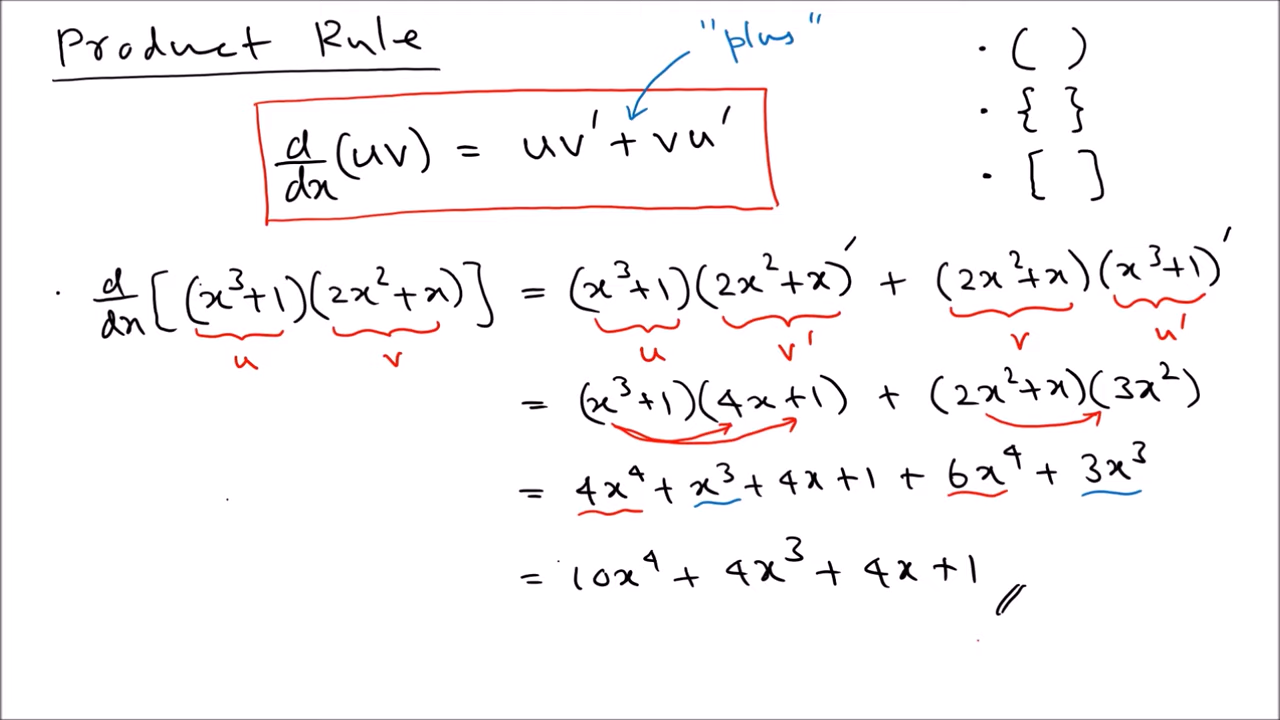 Product Rule
"plus"
· ( )
· { }
· [ ]
d/dx (uv) = uv' + vu'
· d/dx [(x³+1)(2x²+x)] = (x³+1)(2x²+x)' + (2x²+x)(x³+1)'
u v u v' v u'
= (x³+1)(4x+1) + (2x²+x)(3x²)
= 4x⁴ + x³ + 4x + 1 + 6x⁴ + 3x³
= 10x⁴ + 4x³ + 4x + 1